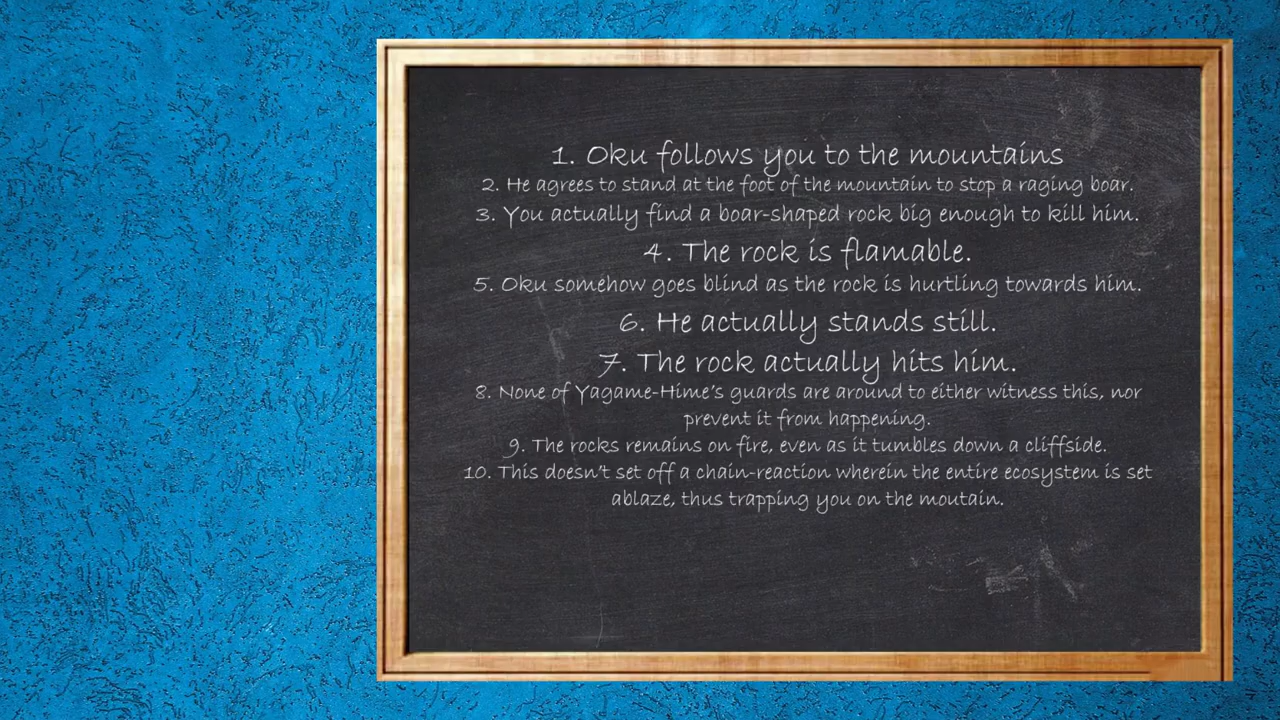 1. Oku follows you to the mountains
2. He agrees to stand at the foot of the mountain to stop a raging boar.
3. You actually find a boar-shaped rock big enough to kill him.
4. The rock is flamable.
5. Oku somehow goes blind as the rock is hurtling towards him.
6. He actually stands still.
7. The rock actually hits him.
8. None of Yagame-Hime's guards are around to either witness this, nor
prevent it from happening.
9. The rocks remains on fire, even as it tumbles down a cliffside.
10. This doesn't set off a chain-reaction wherein the entire ecosystem is set
ablaze, thus trapping you on the moutain.